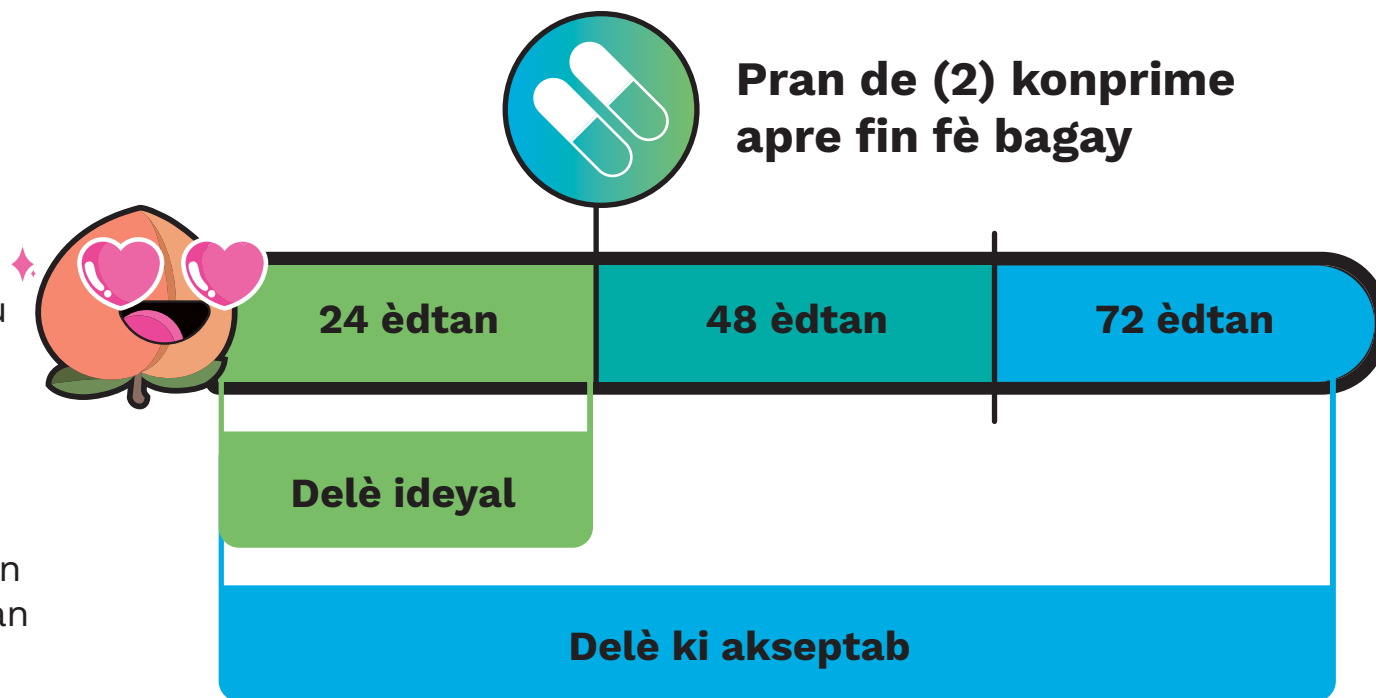 Pran de (2) konprime
apre fin fè bagay
24 èdtan
48 èdtan
72 èdtan
Delè ideyal
Delè ki akseptab